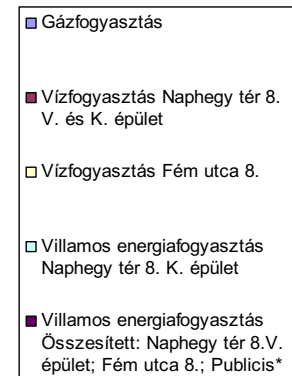 Gázfogyasztás
Vízfogyasztás Naphegy tér 8.
V. és K. épület
Vízfogyasztás Fém utca 8.
Villamos energiafogyasztás
Naphegy tér 8. K. épület
Villamos energiafogyasztás
Összesített: Naphegy tér 8.V.
épület; Fém utca 8.; Publicis*